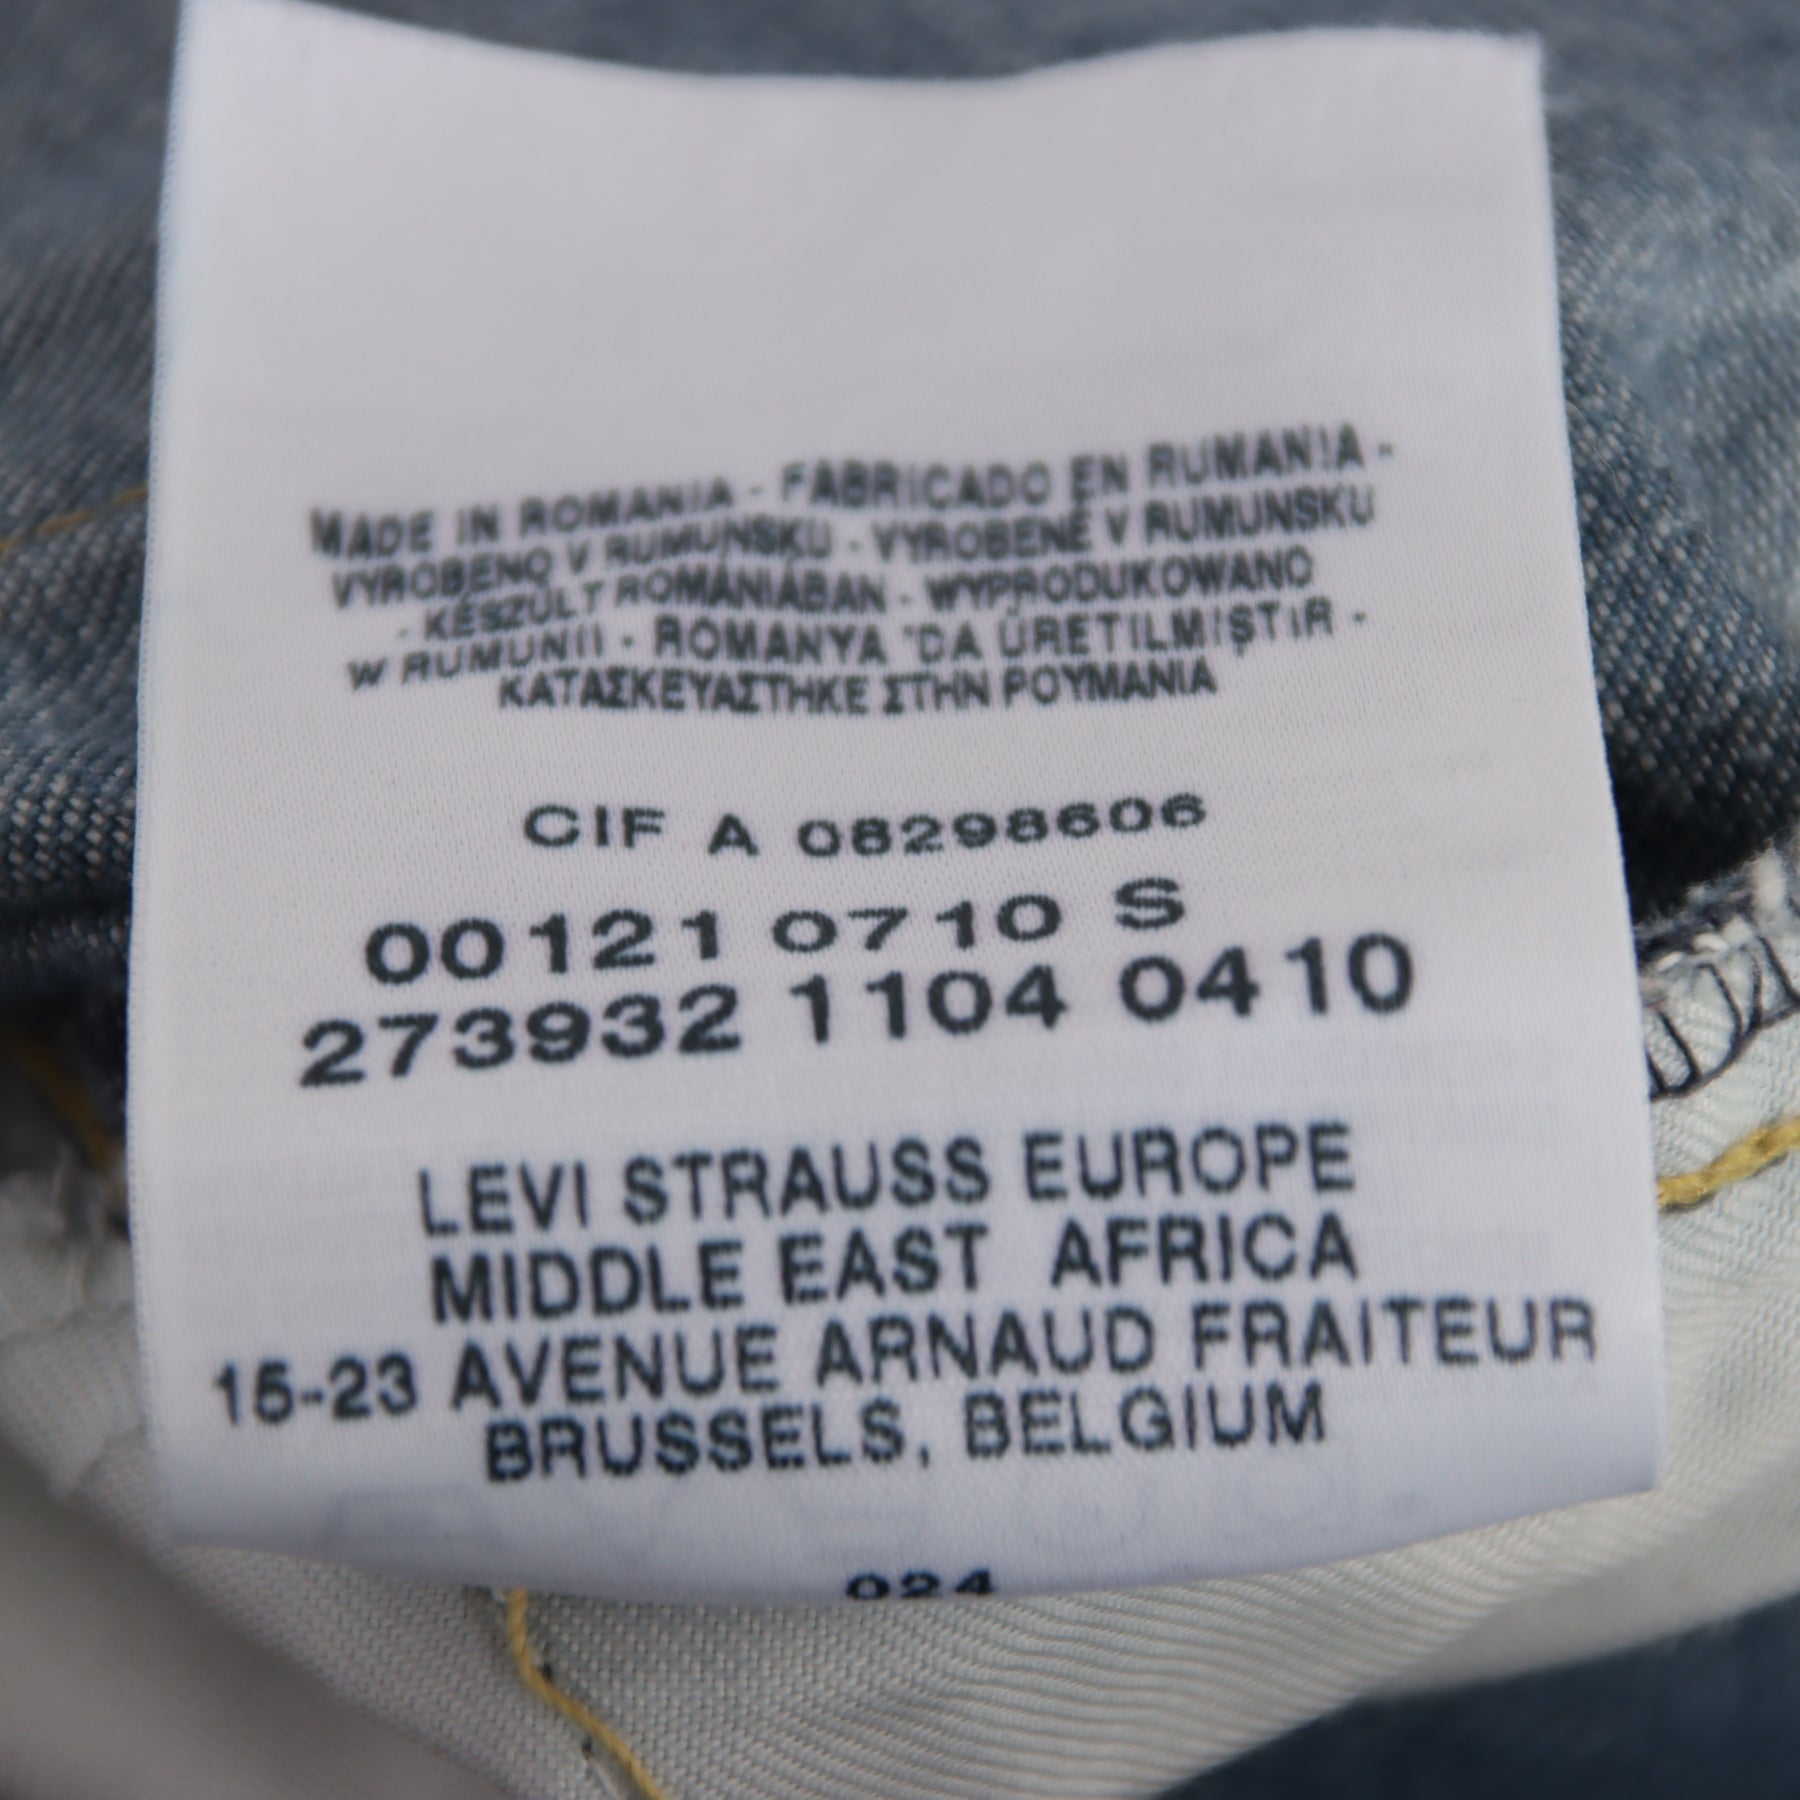 MADE IN ROMANIA - FABRICADO EN RUMANIA -
VYROBENO V RUMUNSKU - VYROBENÉ V RUMUNSKU
- KÉSZÜLT ROMÁNIÁBAN - WYPRODUKOWANO
W RUMUNII - ROMANYA 'DA ÜRETILMIŞTIR -
ΚΑΤΑΣΚΕΥΑΣΤΗΚΕ ΣΤΗΝ ΡΟΥΜΑΝΙΑ
CIF A 08298606
00121 0710 S
273932 1104 0410
LEVI STRAUSS EUROPE
MIDDLE EAST AFRICA
15-23 AVENUE ARNAUD FRAITEUR
BRUSSELS, BELGIUM
024